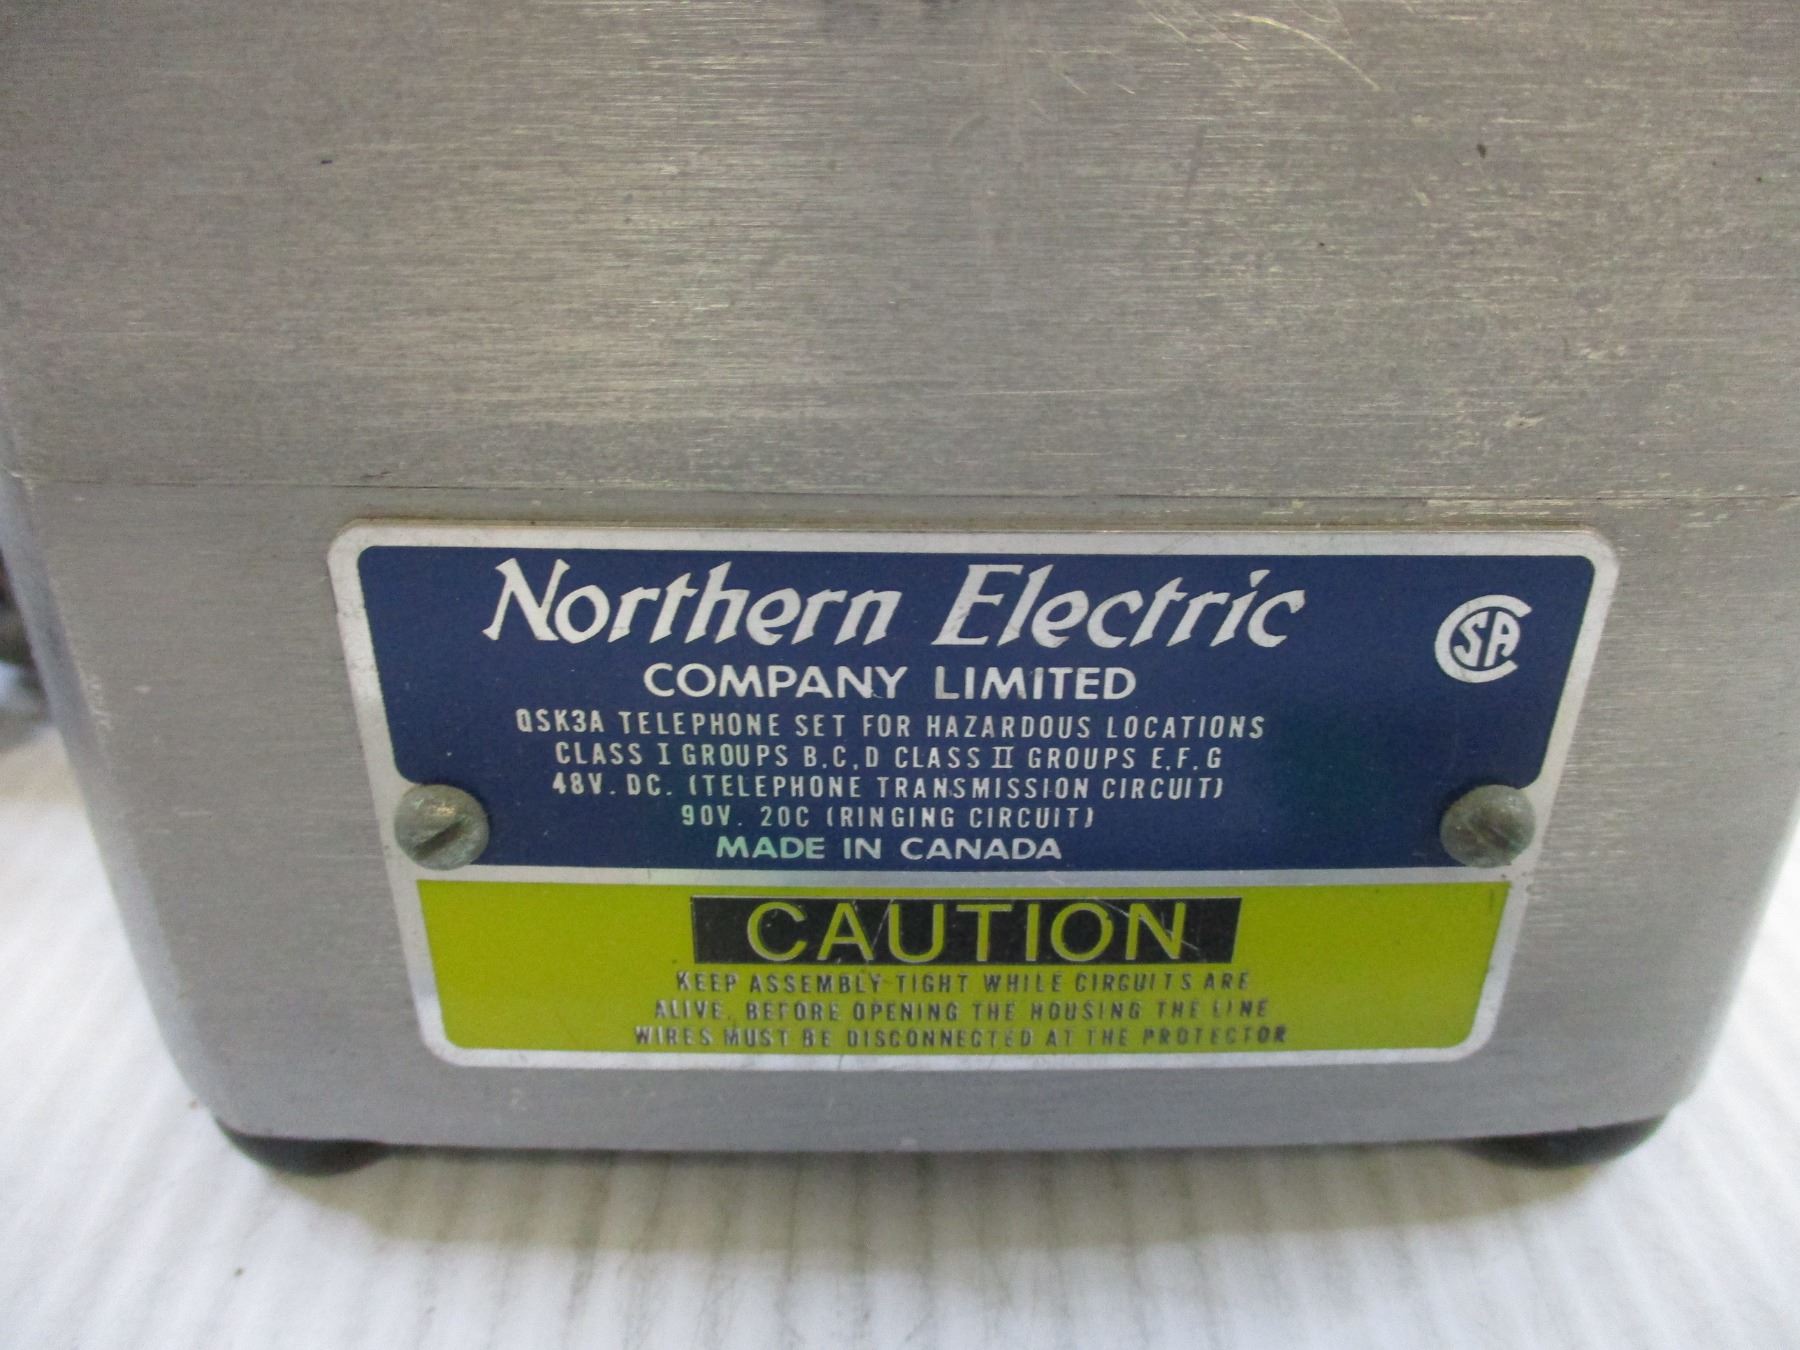 Northern Electric
CSA
COMPANY LIMITED
QSK3A TELEPHONE SET FOR HAZARDOUS LOCATIONS
CLASS I GROUPS B,C,D CLASS II GROUPS E,F,G
48V. DC. (TELEPHONE TRANSMISSION CIRCUIT)
90V. 20C (RINGING CIRCUIT)
MADE IN CANADA
CAUTION
KEEP ASSEMBLY TIGHT WHILE CIRCUITS ARE
ALIVE. BEFORE OPENING THE HOUSING THE LINE
WIRES MUST BE DISCONNECTED AT THE PROTECTOR